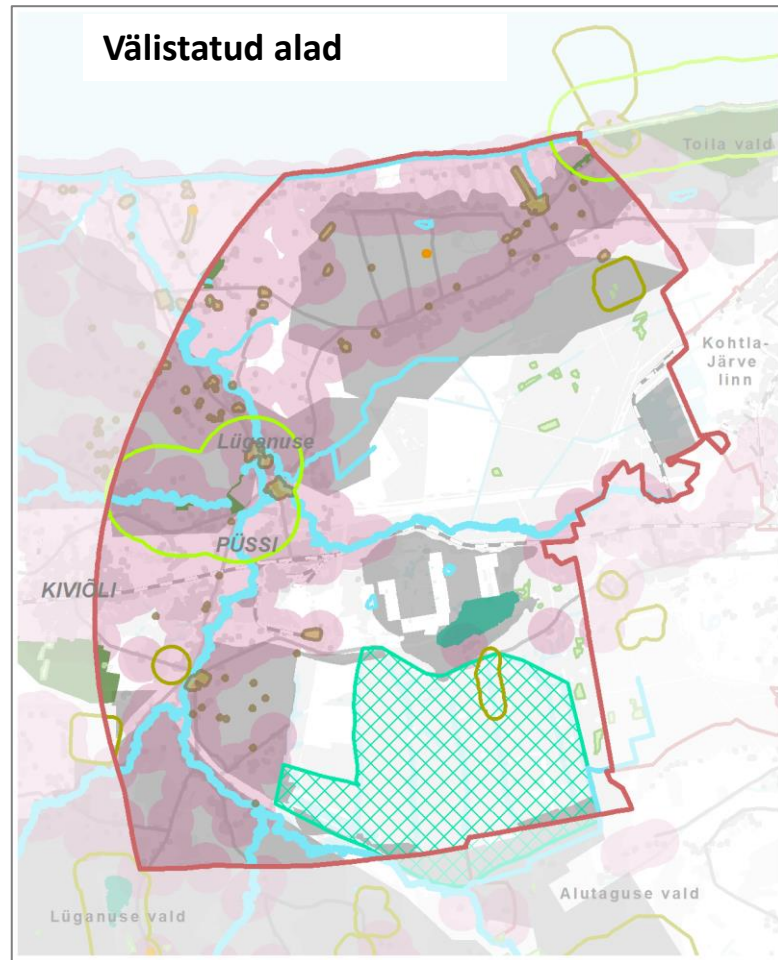 Välistatud alad
Toila vald
Kohtla-
Järve
linn
Lüganuse
PÜSSI
KIVIÕLI
Alutaguse vald
Lüganuse vald